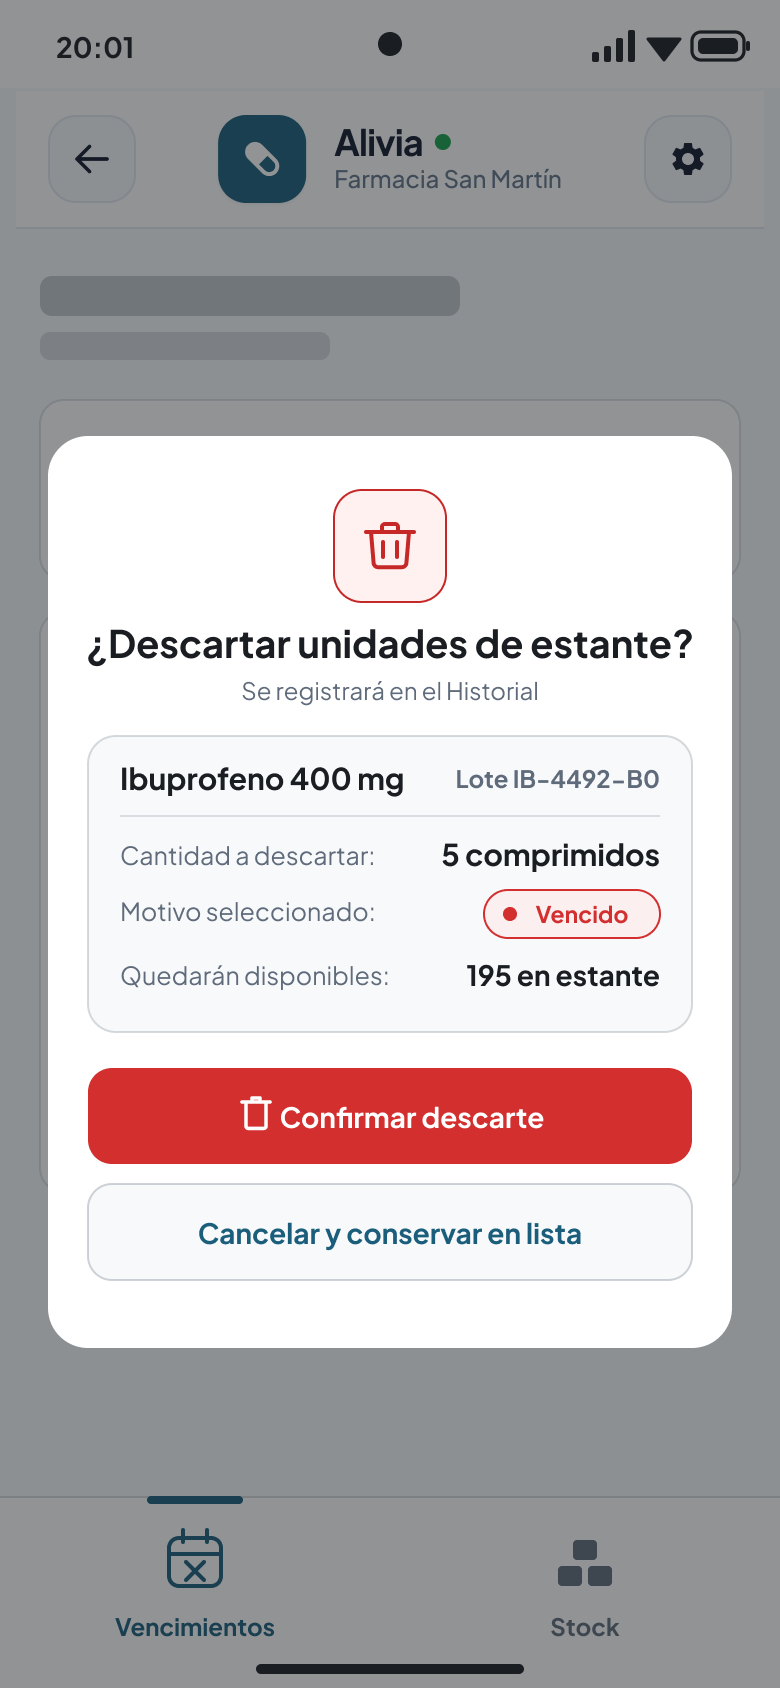 20:01
Alivia
Farmacia San Martín
¿Descartar unidades de estante?
Se registrará en el Historial
Ibuprofeno 400 mg Lote IB-4492-B0
Cantidad a descartar: 5 comprimidos
Motivo seleccionado: Vencido
Quedarán disponibles: 195 en estante
Confirmar descarte
Cancelar y conservar en lista
Vencimientos Stock